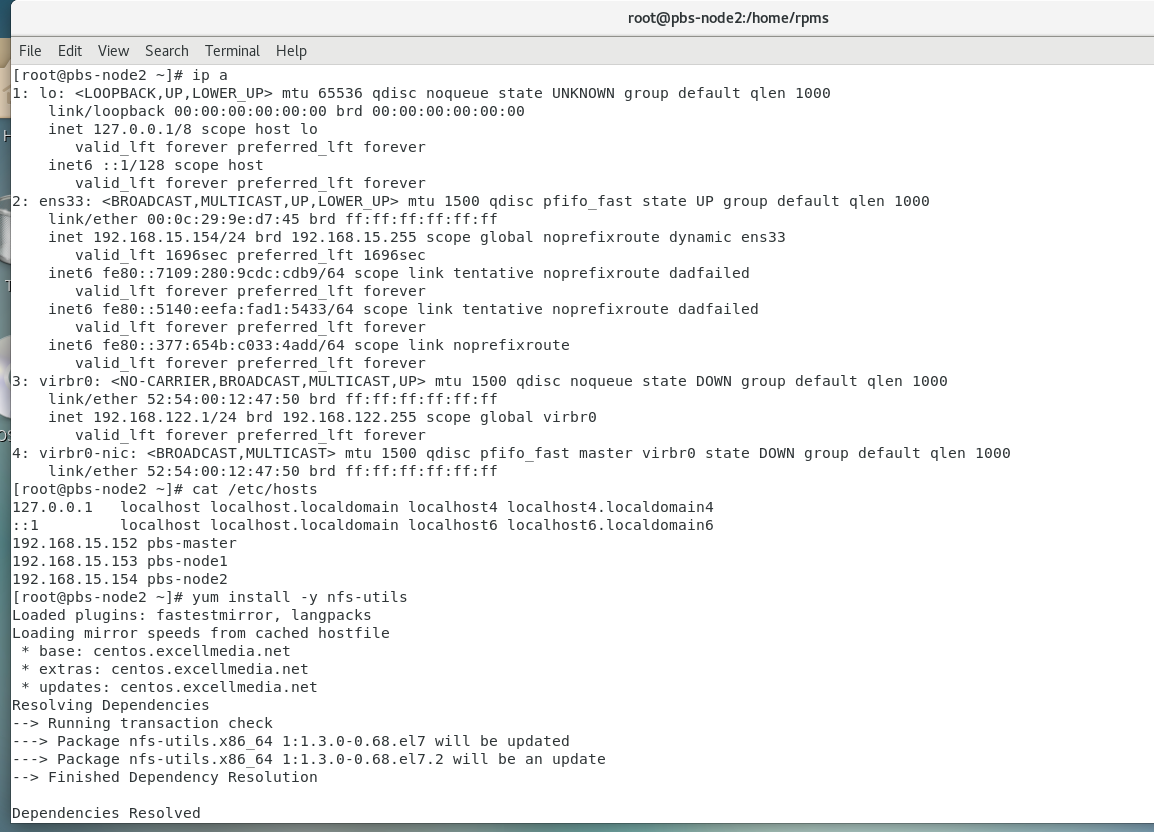 root@pbs-node2:/home/rpms
File Edit View Search Terminal Help
[root@pbs-node2 ~]# ip a
1: lo: <LOOPBACK,UP,LOWER_UP> mtu 65536 qdisc noqueue state UNKNOWN group default qlen 1000
    link/loopback 00:00:00:00:00:00 brd 00:00:00:00:00:00
    inet 127.0.0.1/8 scope host lo
       valid_lft forever preferred_lft forever
    inet6 ::1/128 scope host
       valid_lft forever preferred_lft forever
2: ens33: <BROADCAST,MULTICAST,UP,LOWER_UP> mtu 1500 qdisc pfifo_fast state UP group default qlen 1000
    link/ether 00:0c:29:9e:d7:45 brd ff:ff:ff:ff:ff:ff
    inet 192.168.15.154/24 brd 192.168.15.255 scope global noprefixroute dynamic ens33
       valid_lft 1696sec preferred_lft 1696sec
    inet6 fe80::7109:280:9cdc:cdb9/64 scope link tentative noprefixroute dadfailed
       valid_lft forever preferred_lft forever
    inet6 fe80::5140:eefa:fad1:5433/64 scope link tentative noprefixroute dadfailed
       valid_lft forever preferred_lft forever
    inet6 fe80::377:654b:c033:4add/64 scope link noprefixroute
       valid_lft forever preferred_lft forever
3: virbr0: <NO-CARRIER,BROADCAST,MULTICAST,UP> mtu 1500 qdisc noqueue state DOWN group default qlen 1000
    link/ether 52:54:00:12:47:50 brd ff:ff:ff:ff:ff:ff
    inet 192.168.122.1/24 brd 192.168.122.255 scope global virbr0
       valid_lft forever preferred_lft forever
4: virbr0-nic: <BROADCAST,MULTICAST> mtu 1500 qdisc pfifo_fast master virbr0 state DOWN group default qlen 1000
    link/ether 52:54:00:12:47:50 brd ff:ff:ff:ff:ff:ff
[root@pbs-node2 ~]# cat /etc/hosts
127.0.0.1   localhost localhost.localdomain localhost4 localhost4.localdomain4
::1         localhost localhost.localdomain localhost6 localhost6.localdomain6
192.168.15.152 pbs-master
192.168.15.153 pbs-node1
192.168.15.154 pbs-node2
[root@pbs-node2 ~]# yum install -y nfs-utils
Loaded plugins: fastestmirror, langpacks
Loading mirror speeds from cached hostfile
 * base: centos.excellmedia.net
 * extras: centos.excellmedia.net
 * updates: centos.excellmedia.net
Resolving Dependencies
--> Running transaction check
---> Package nfs-utils.x86_64 1:1.3.0-0.68.el7 will be updated
---> Package nfs-utils.x86_64 1:1.3.0-0.68.el7.2 will be an update
--> Finished Dependency Resolution

Dependencies Resolved